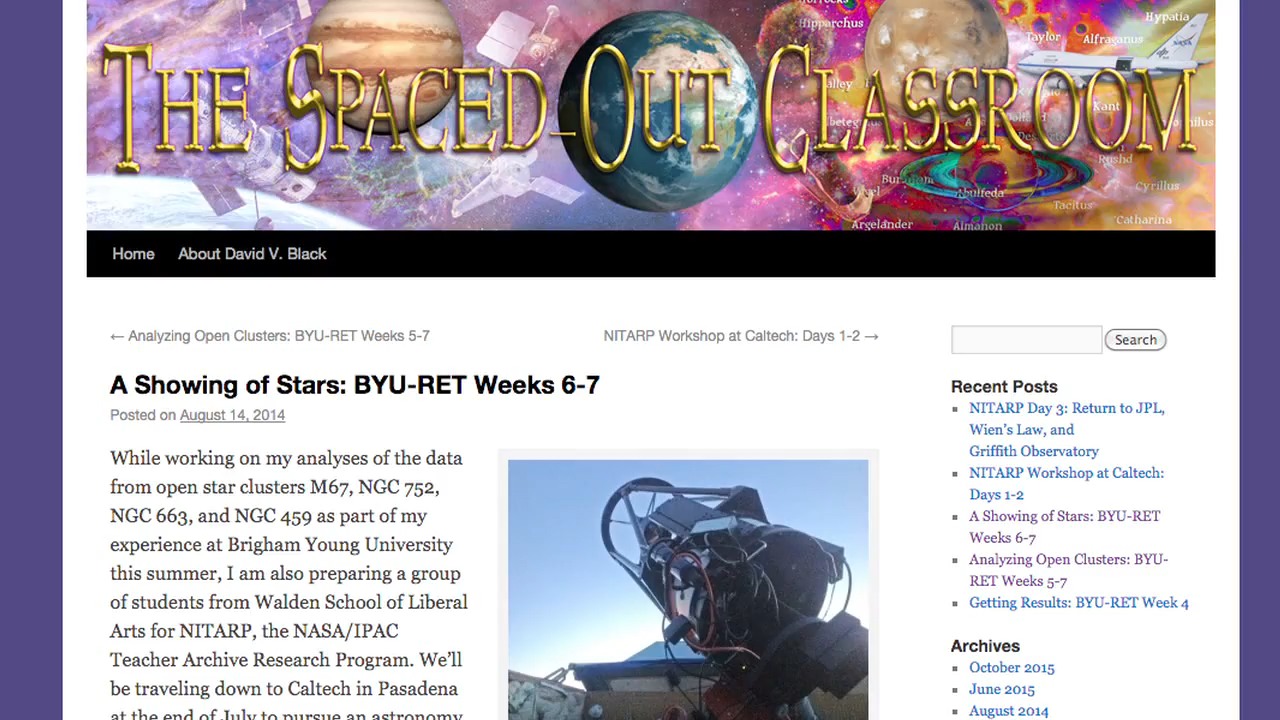 Horrocks
Hipparchus
Hypatia
Taylor
Alfraganus
NASA
THE SPACED-OUT CLASSROOM
Kant
Burnham
Abulfeda
Cyrillus
Tacitus
Argelander
Almanon
Catharina
Home
About David V. Black
← Analyzing Open Clusters: BYU-RET Weeks 5-7
NITARP Workshop at Caltech: Days 1-2 →
Search
A Showing of Stars: BYU-RET Weeks 6-7
Posted on August 14, 2014
While working on my analyses of the data
from open star clusters M67, NGC 752,
NGC 663, and NGC 459 as part of my
experience at Brigham Young University
this summer, I am also preparing a group
of students from Walden School of Liberal
Arts for NITARP, the NASA/IPAC
Teacher Archive Research Program. We'll
be traveling down to Caltech in Pasadena
at the end of July to pursue an astronomy
Recent Posts
NITARP Day 3: Return to JPL,
Wien's Law, and
Griffith Observatory
NITARP Workshop at Caltech:
Days 1-2
A Showing of Stars: BYU-RET
Weeks 6-7
Analyzing Open Clusters: BYU-
RET Weeks 5-7
Getting Results: BYU-RET Week 4
Archives
October 2015
June 2015
August 2014